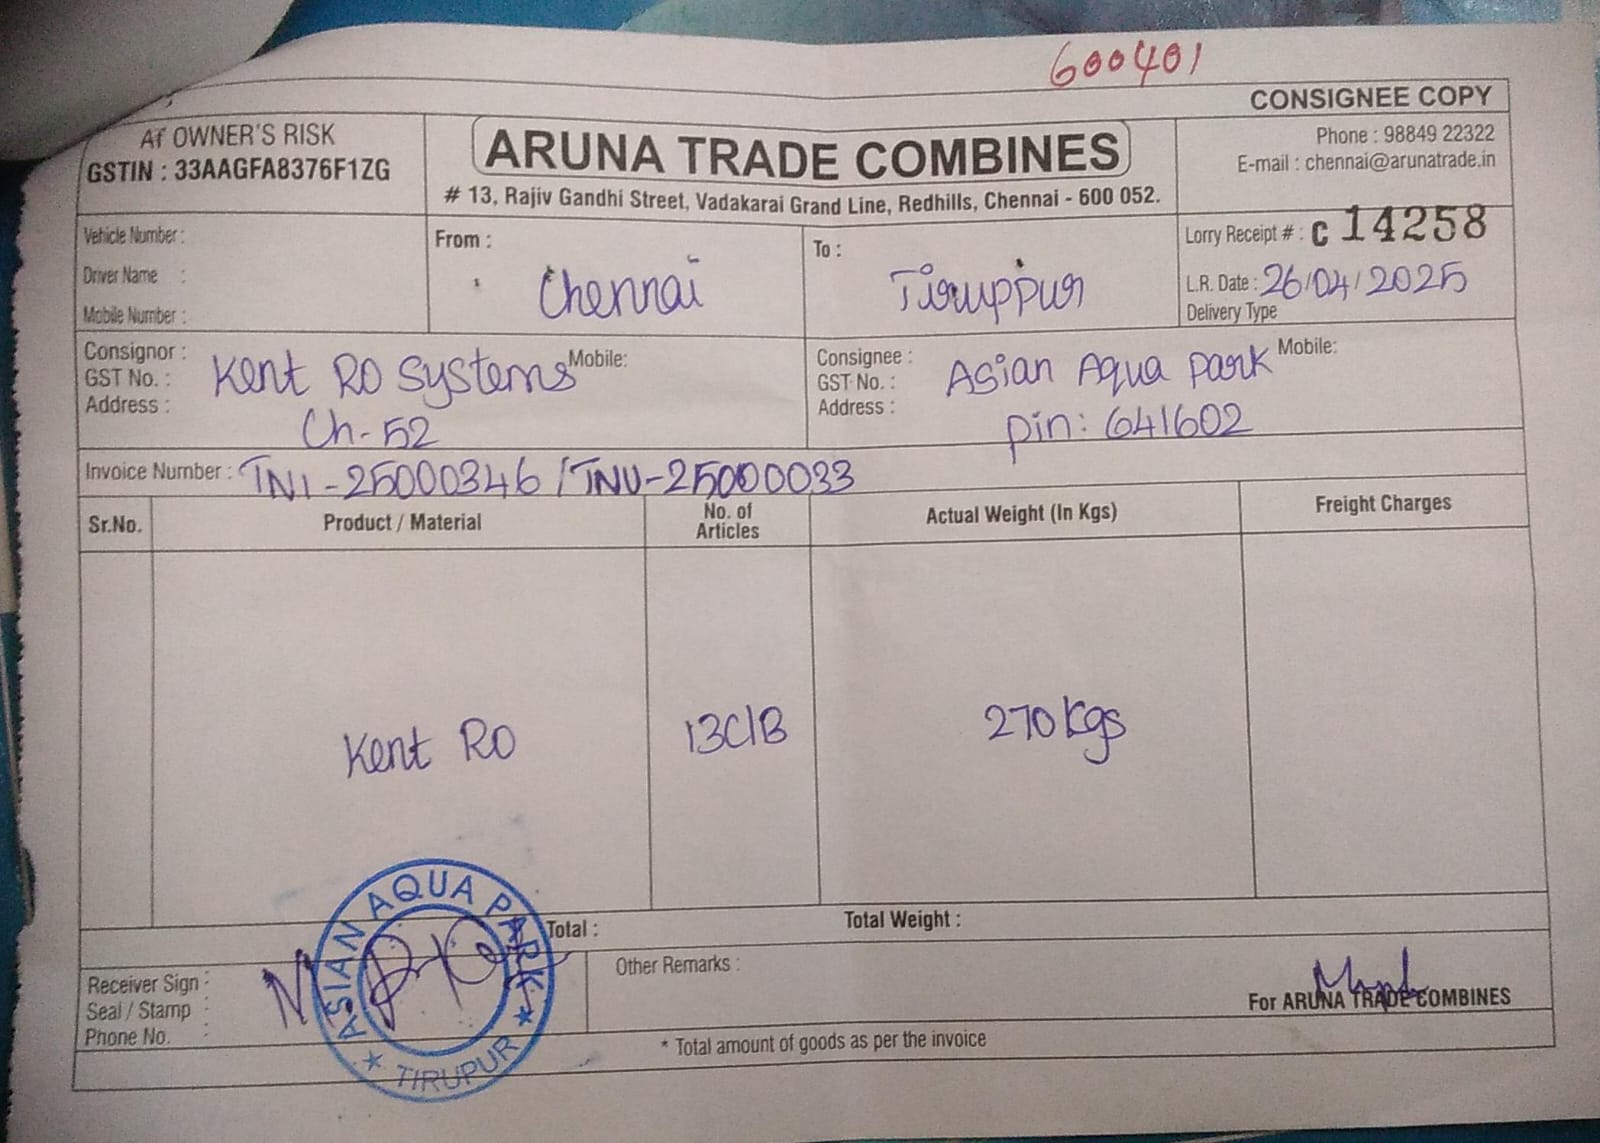 600401
CONSIGNEE COPY
At OWNER'S RISK
GSTIN : 33AAGFA8376F1ZG
ARUNA TRADE COMBINES
# 13, Rajiv Gandhi Street, Vadakarai Grand Line, Redhills, Chennai - 600 052.
Phone : 98849 22322
E-mail : chennai@arunatrade.in
Vehicle Number :
Driver Name :
Mobile Number :
From :
Chennai
To :
Tiruppur
Lorry Receipt # : C 14258
L.R. Date : 26/04/2025
Delivery Type
Consignor : Kent RO Systems Mobile:
GST No. :
Address : Ch-52
Consignee : Asian Aqua Park Mobile:
GST No. :
Address : Pin: 641602
Invoice Number : TN1-25000346 / TNU-25000033
Sr.No. Product / Material No. of Articles Actual Weight (In Kgs) Freight Charges
Kent RO 13C/B 270 Kgs
Total : Total Weight :
Receiver Sign :
Seal / Stamp :
Phone No. :
ASIAN AQUA PARK
★ TIRUPUR ★
Other Remarks :
For ARUNA TRADE COMBINES
* Total amount of goods as per the invoice